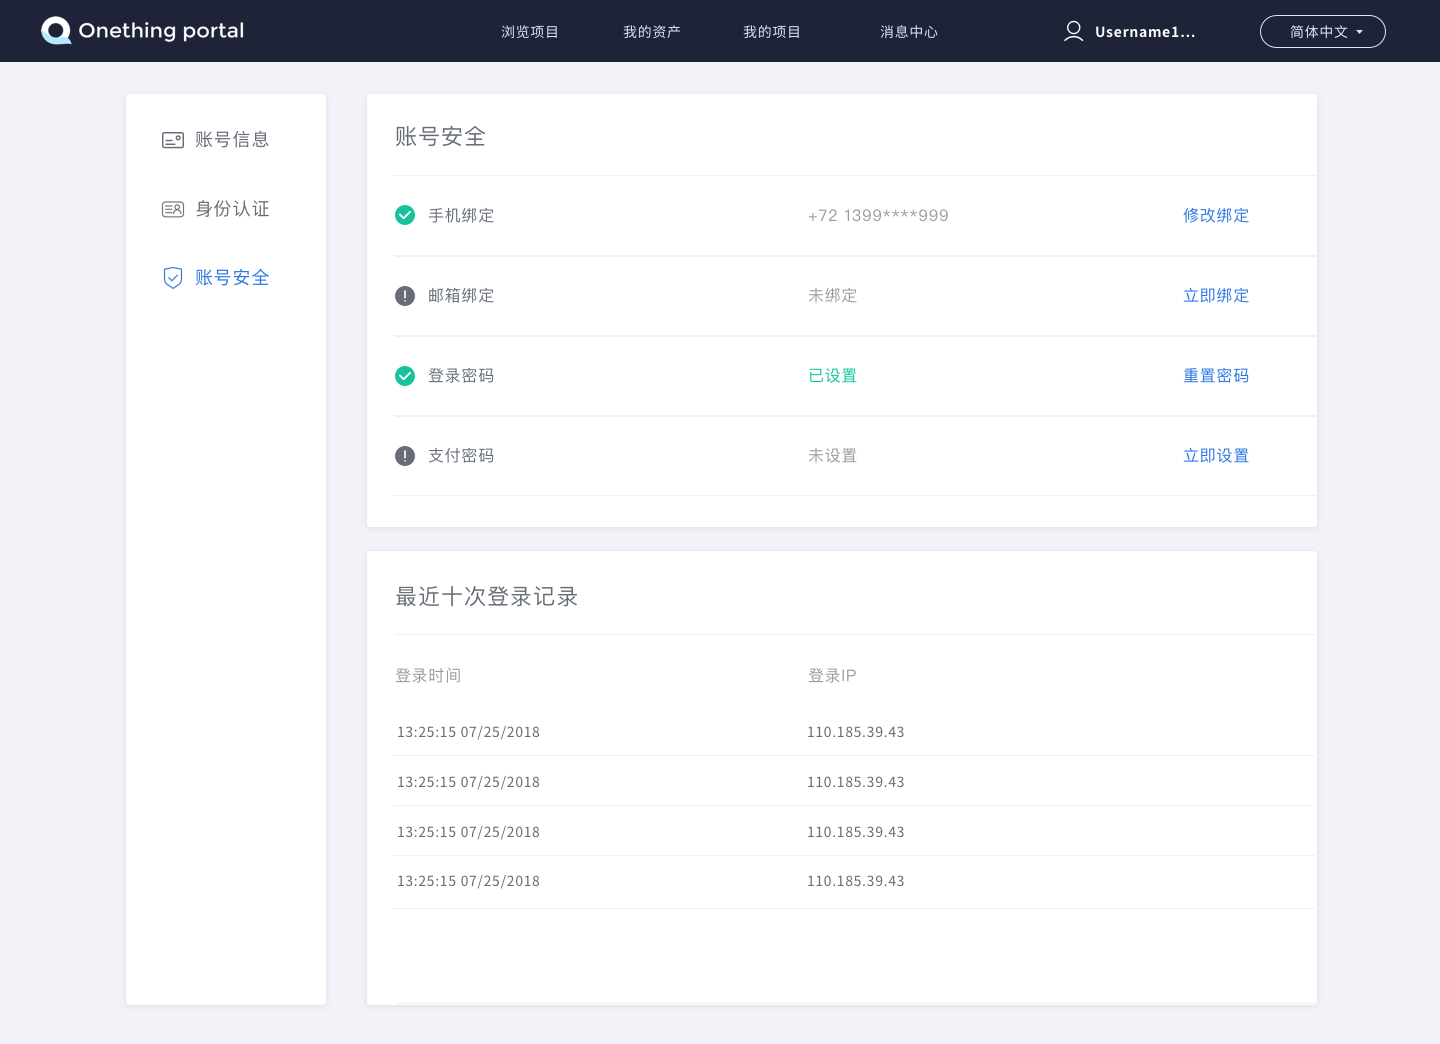 Onething portal 浏览项目 我的资产 我的项目 消息中心 Username1... 简体中文
账号信息
身份认证
账号安全
账号安全
手机绑定 +72 1399****999 修改绑定
邮箱绑定 未绑定 立即绑定
登录密码 已设置 重置密码
支付密码 未设置 立即设置
最近十次登录记录
登录时间 登录IP
13:25:15 07/25/2018 110.185.39.43
13:25:15 07/25/2018 110.185.39.43
13:25:15 07/25/2018 110.185.39.43
13:25:15 07/25/2018 110.185.39.43